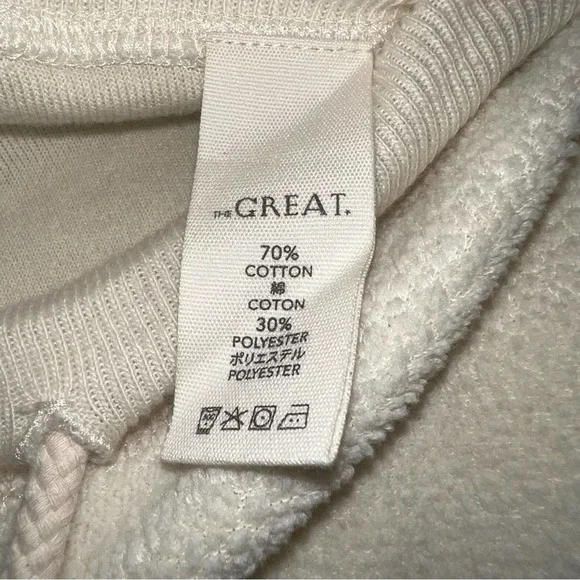 THE GREAT.
70%
COTTON
綿
COTON
30%
POLYESTER
ポリエステル
POLYESTER